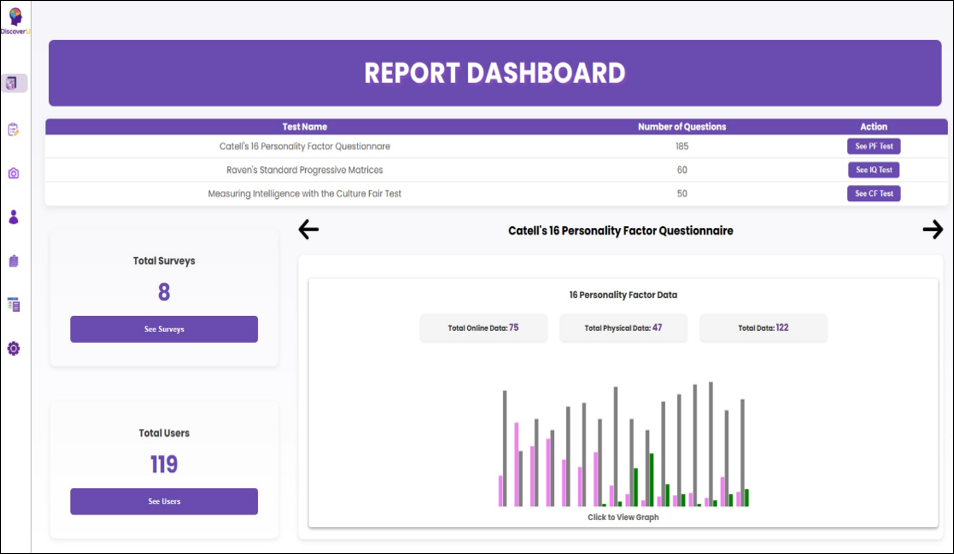 DiscoverU
REPORT DASHBOARD
Test Name Number of Questions Action
Catell's 16 Personality Factor Questionnare 185 See PF Test
Raven's Standard Progressive Matrices 60 See IQ Test
Measuring Intelligence with the Culture Fair Test 50 See CF Test
Catell's 16 Personality Factor Questionnaire
Total Surveys
8
See Surveys
Total Users
119
See Users
16 Personality Factor Data
Total Online Data: 75 Total Physical Data: 47 Total Data: 122
Click to View Graph